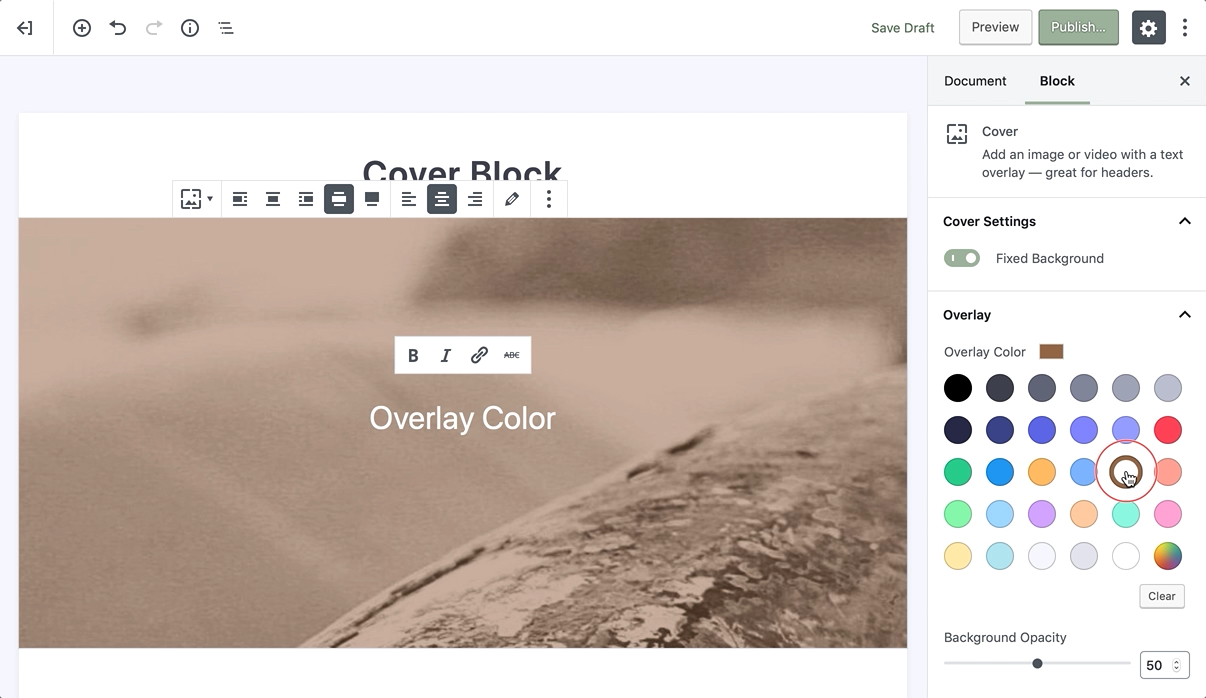 Save Draft
Preview
Publish...
Document
Block
Cover
Add an image or video with a text
overlay — great for headers.
Cover Block
Cover Settings
Fixed Background
Overlay
Overlay Color
B I ABC
Overlay Color
Clear
Background Opacity
50